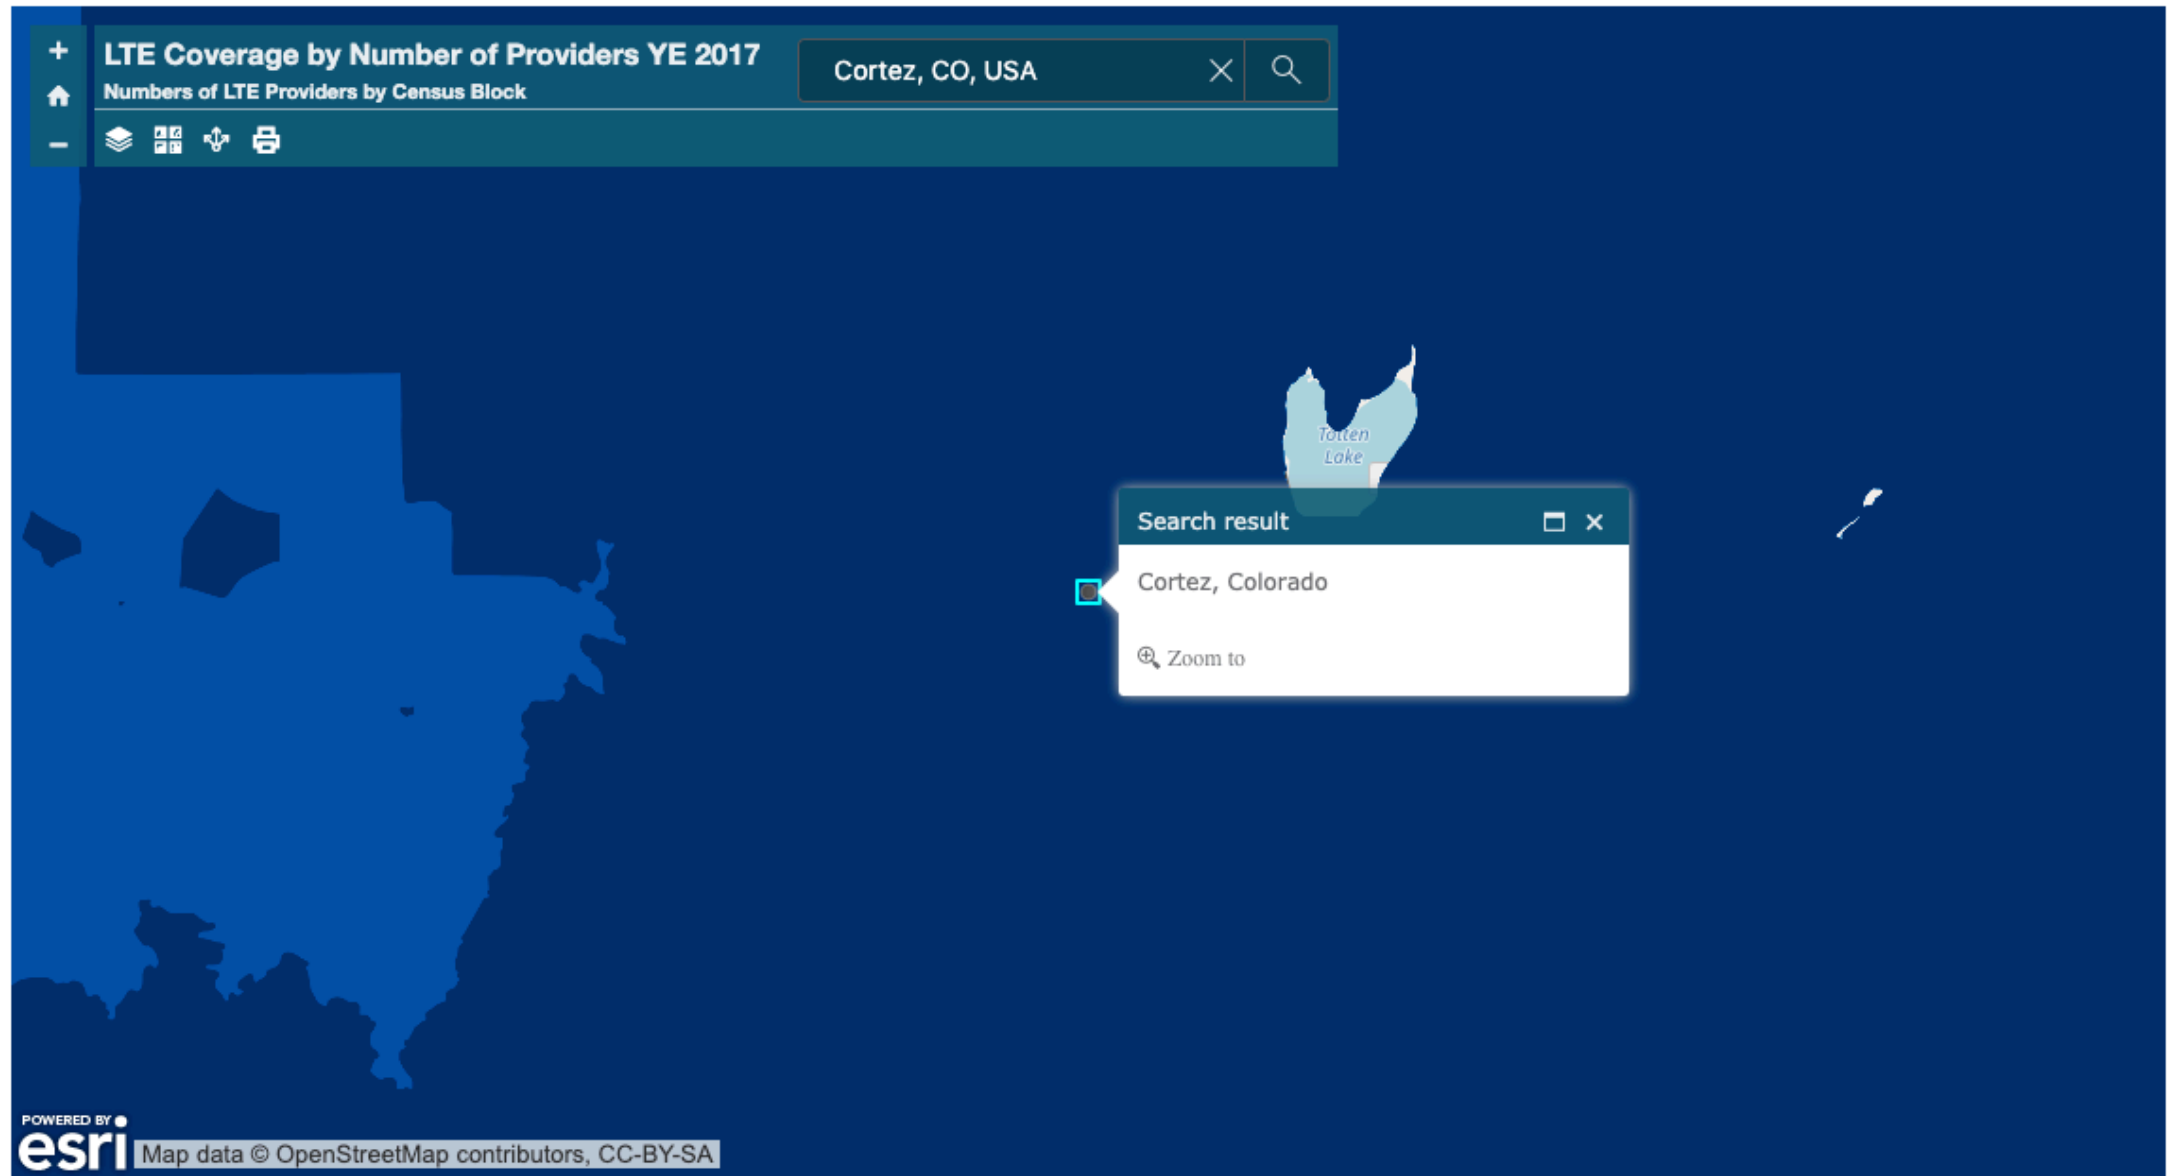 LTE Coverage by Number of Providers YE 2017
Numbers of LTE Providers by Census Block
Cortez, CO, USA
Totten
Lake
Search result
Cortez, Colorado
Zoom to
POWERED BY
esri
Map data © OpenStreetMap contributors, CC-BY-SA